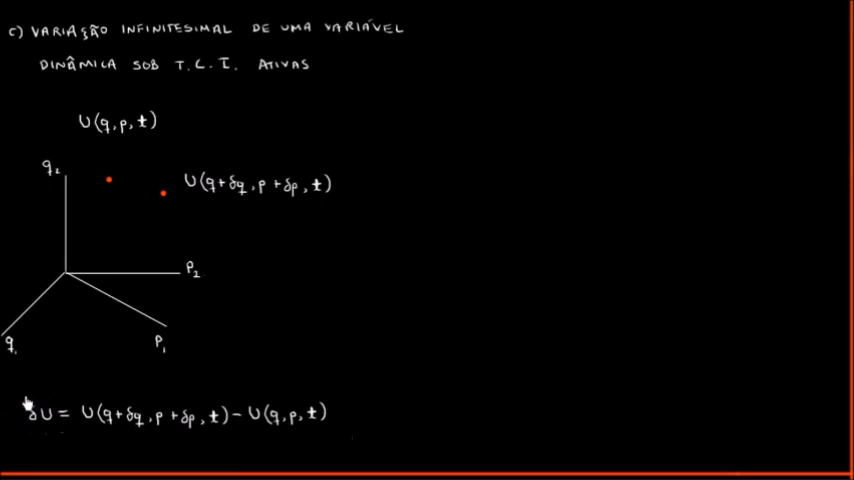 c) VARIAÇÃO INFINITESIMAL DE UMA VARIÁVEL
DINÂMICA SOB T.C.I. ATIVAS
U(q,p,t)
q₂
U(q+δq, p+δp, t)
P₂
q₁
P₁
δU = U(q+δq, p+δp, t) - U(q,p,t)